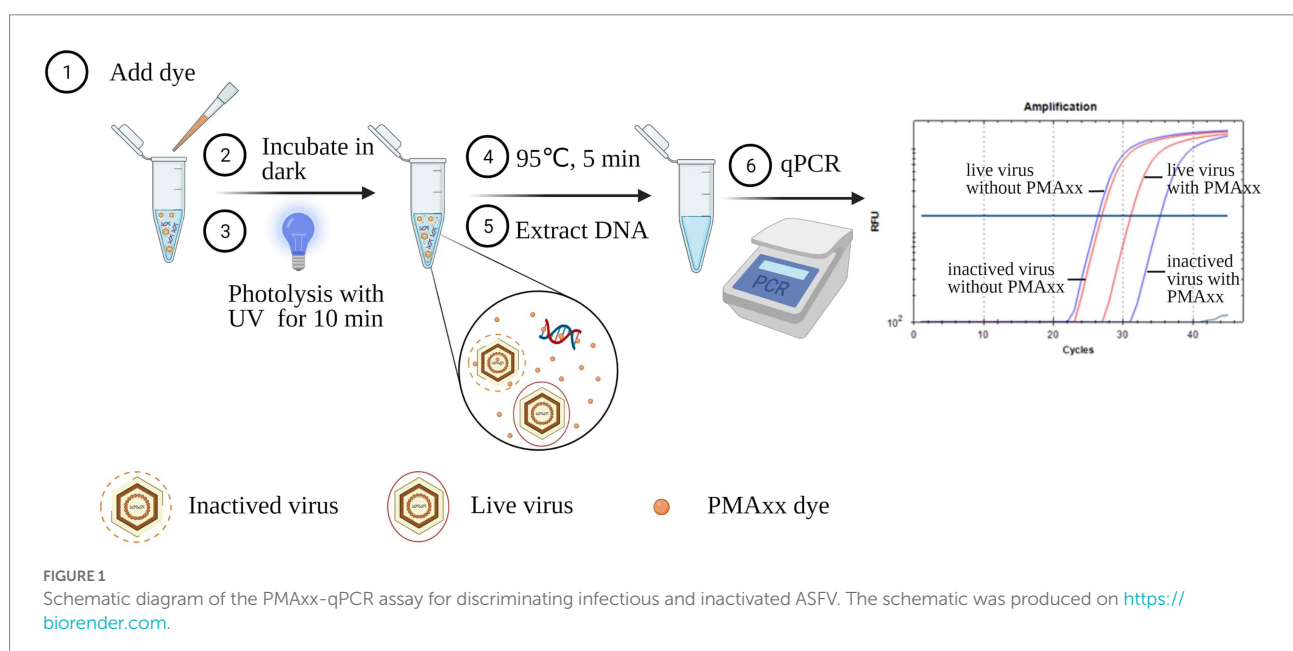 1 Add dye
2 Incubate in
dark
3
Photolysis with
UV for 10 min
4 95℃, 5 min
5 Extract DNA
6 qPCR
PCR
Amplification
live virus
without PMAxx
live virus
with PMAxx
inactived virus
without PMAxx
inactived
virus with
PMAxx
RFU
10²
0 10 20 30 40
Cycles
Inactived virus
Live virus
PMAxx dye
FIGURE 1
Schematic diagram of the PMAxx-qPCR assay for discriminating infectious and inactivated ASFV. The schematic was produced on https://
biorender.com.